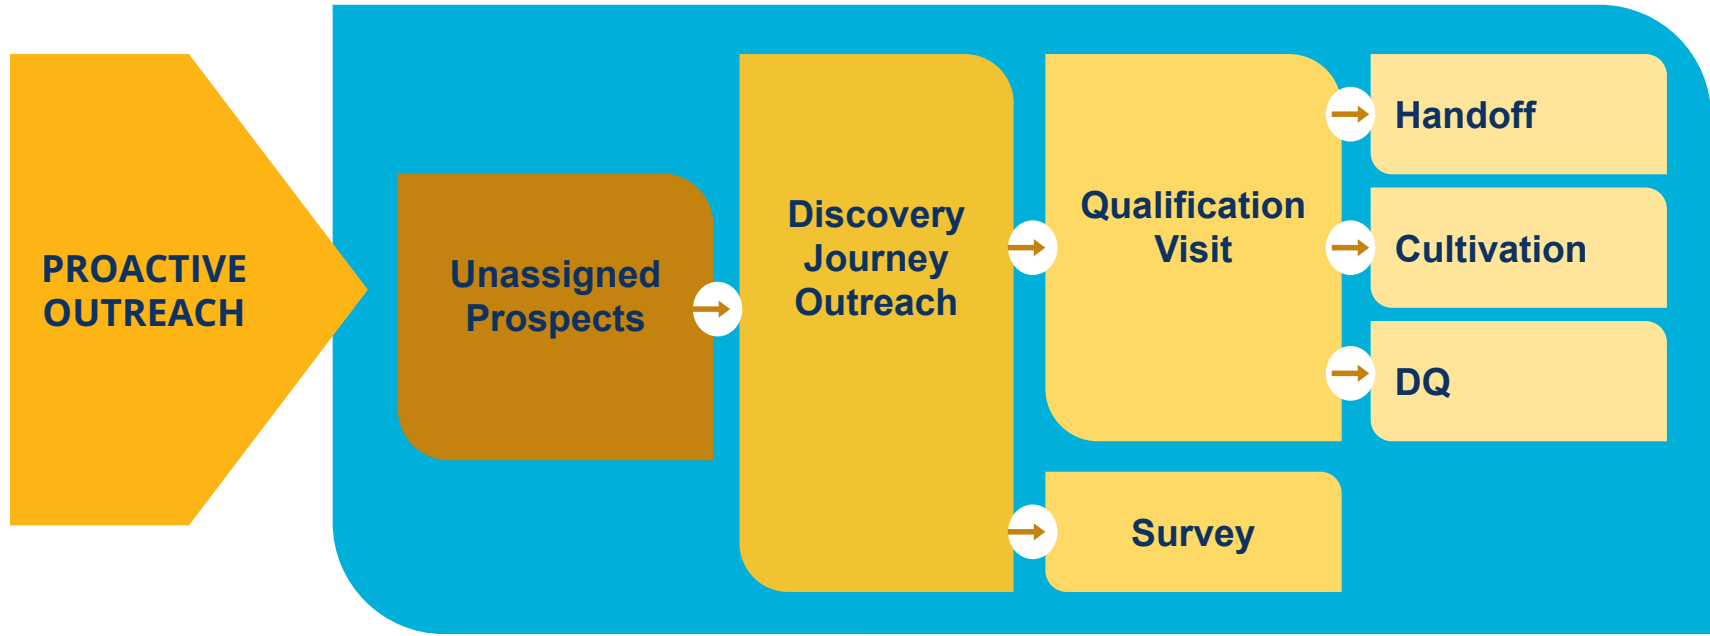 PROACTIVE
OUTREACH
Unassigned
Prospects
Discovery
Journey
Outreach
Qualification
Visit
Survey
Handoff
Cultivation
DQ